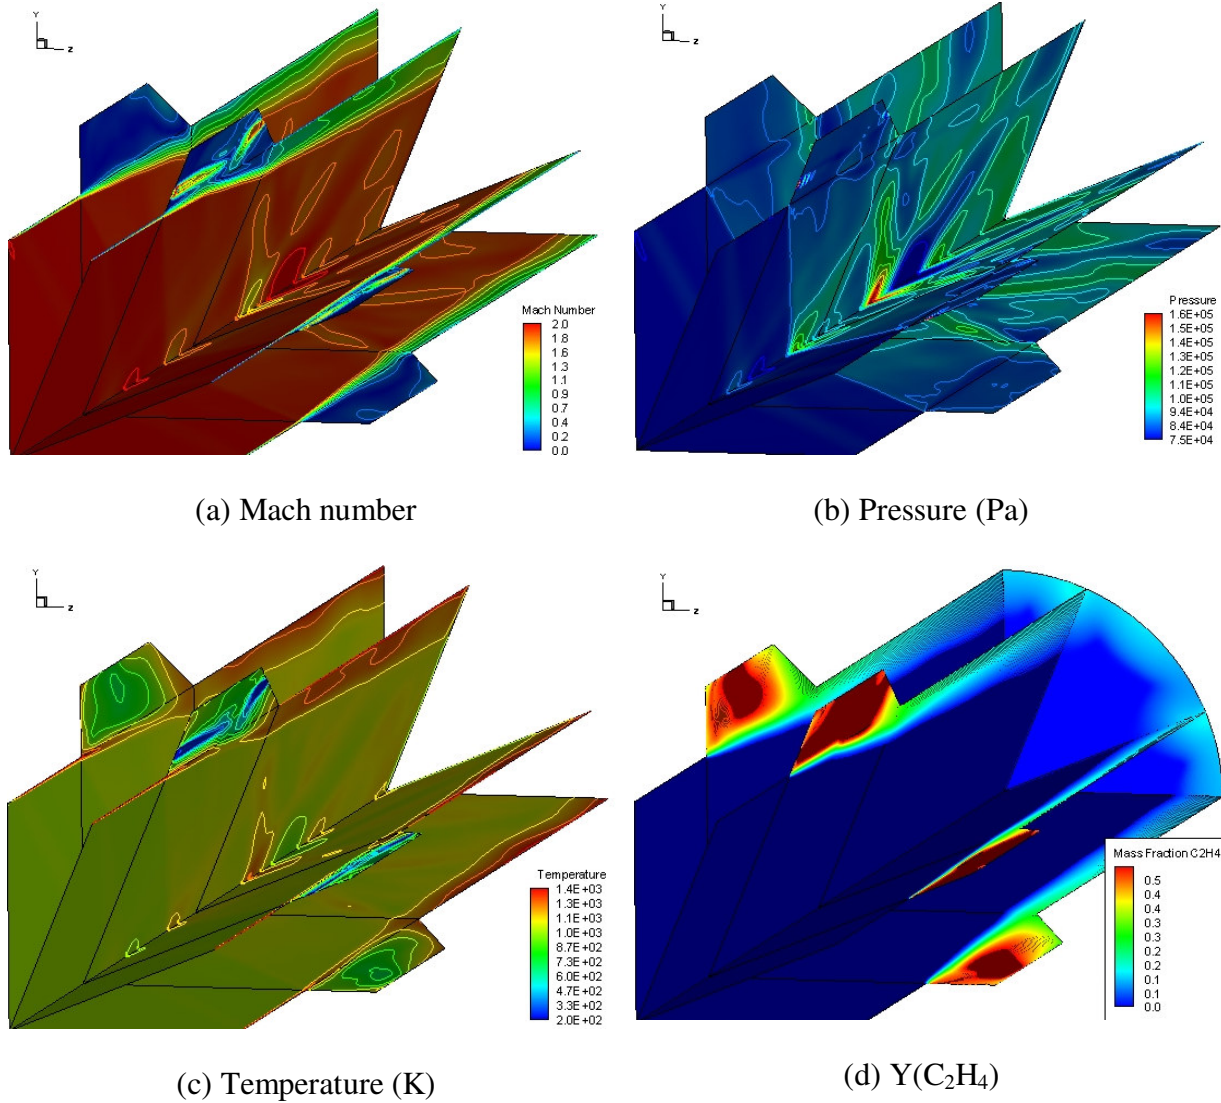 Y
Z
Mach Number
2.0
1.8
1.6
1.3
1.1
0.9
0.7
0.4
0.2
0.0
(a) Mach number
Y
Z
Pressure
1.6E+05
1.5E+05
1.4E+05
1.3E+05
1.2E+05
1.1E+05
1.0E+05
9.4E+04
8.4E+04
7.5E+04
(b) Pressure (Pa)
Y
Z
Temperature
1.4E+03
1.3E+03
1.1E+03
1.0E+03
8.7E+02
7.3E+02
6.0E+02
4.7E+02
3.3E+02
2.0E+02
(c) Temperature (K)
Y
Z
Mass Fraction C2H4
0.5
0.4
0.4
0.3
0.3
0.2
0.2
0.1
0.1
0.0
(d) Y(C₂H₄)